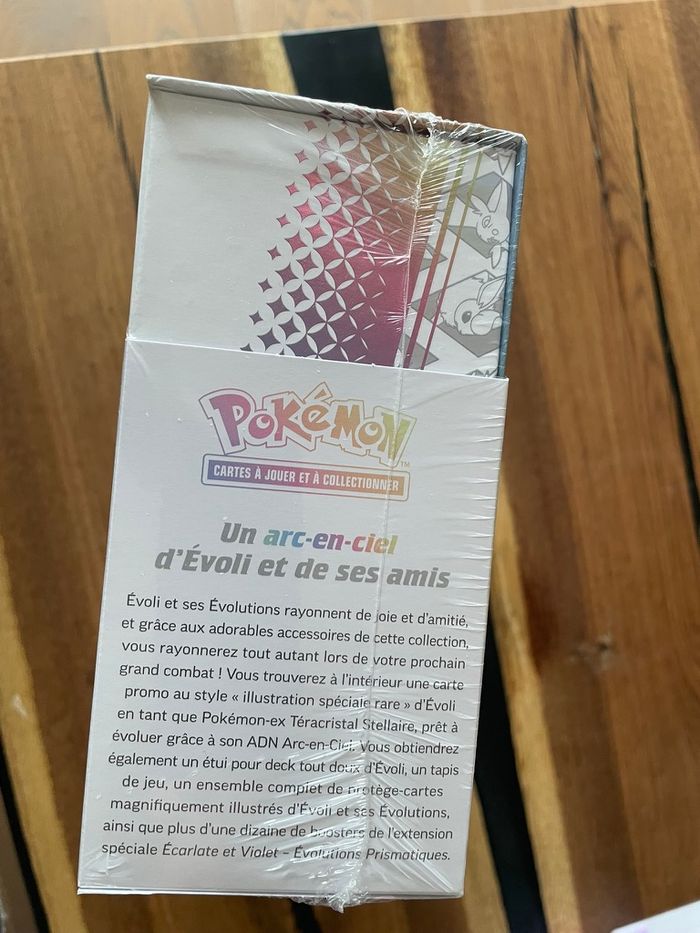 POKéMON
TM
CARTES À JOUER ET À COLLECTIONNER
Un arc-en-ciel
d'Évoli et de ses amis
Évoli et ses Évolutions rayonnent de joie et d'amitié,
et grâce aux adorables accessoires de cette collection,
vous rayonnerez tout autant lors de votre prochain
grand combat ! Vous trouverez à l'intérieur une carte
promo au style « illustration spéciale rare » d'Évoli
en tant que Pokémon-ex Téracristal Stellaire, prêt à
évoluer grâce à son ADN Arc-en-Ciel. Vous obtiendrez
également un étui pour deck tout doux d'Évoli, un tapis
de jeu, un ensemble complet de protège-cartes
magnifiquement illustrés d'Évoli et ses Évolutions,
ainsi que plus d'une dizaine de boosters de l'extension
spéciale Écarlate et Violet – Évolutions Prismatiques.